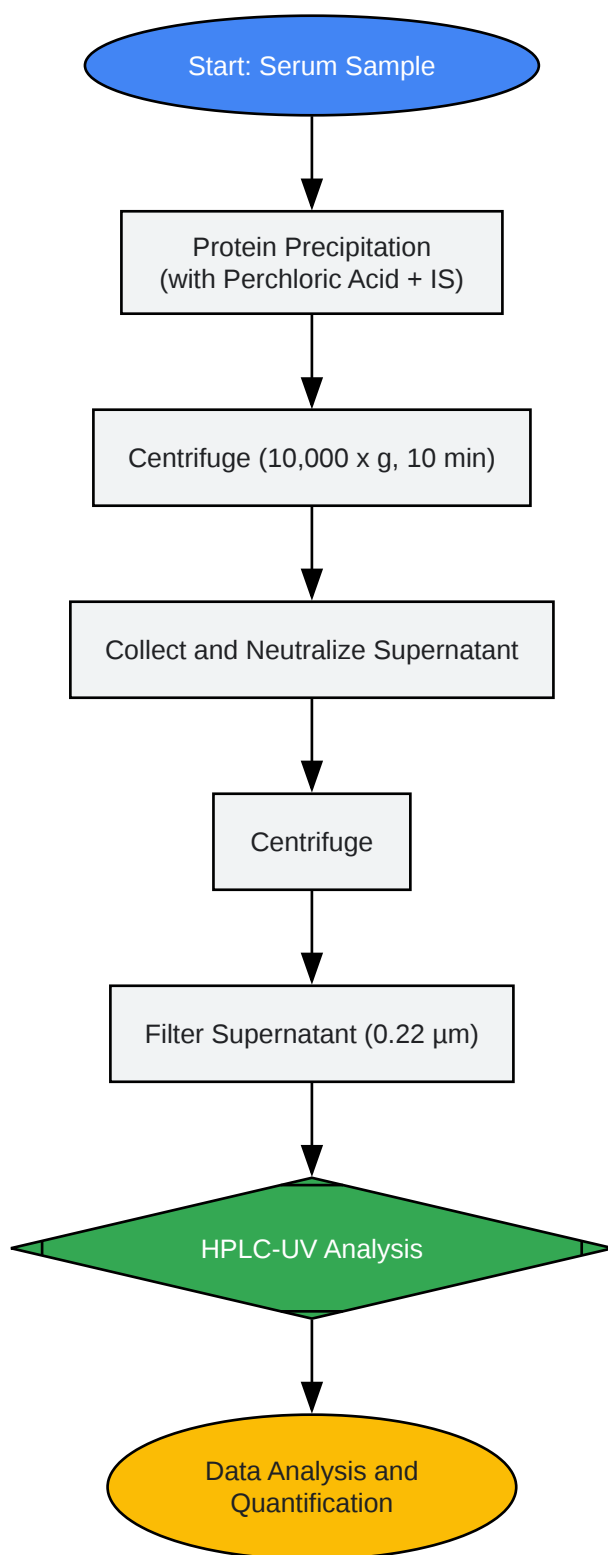 Start: Serum Sample
Protein Precipitation
(with Perchloric Acid + IS)
Centrifuge (10,000 x g, 10 min)
Collect and Neutralize Supernatant
Centrifuge
Filter Supernatant (0.22 µm)
HPLC-UV Analysis
Data Analysis and
Quantification